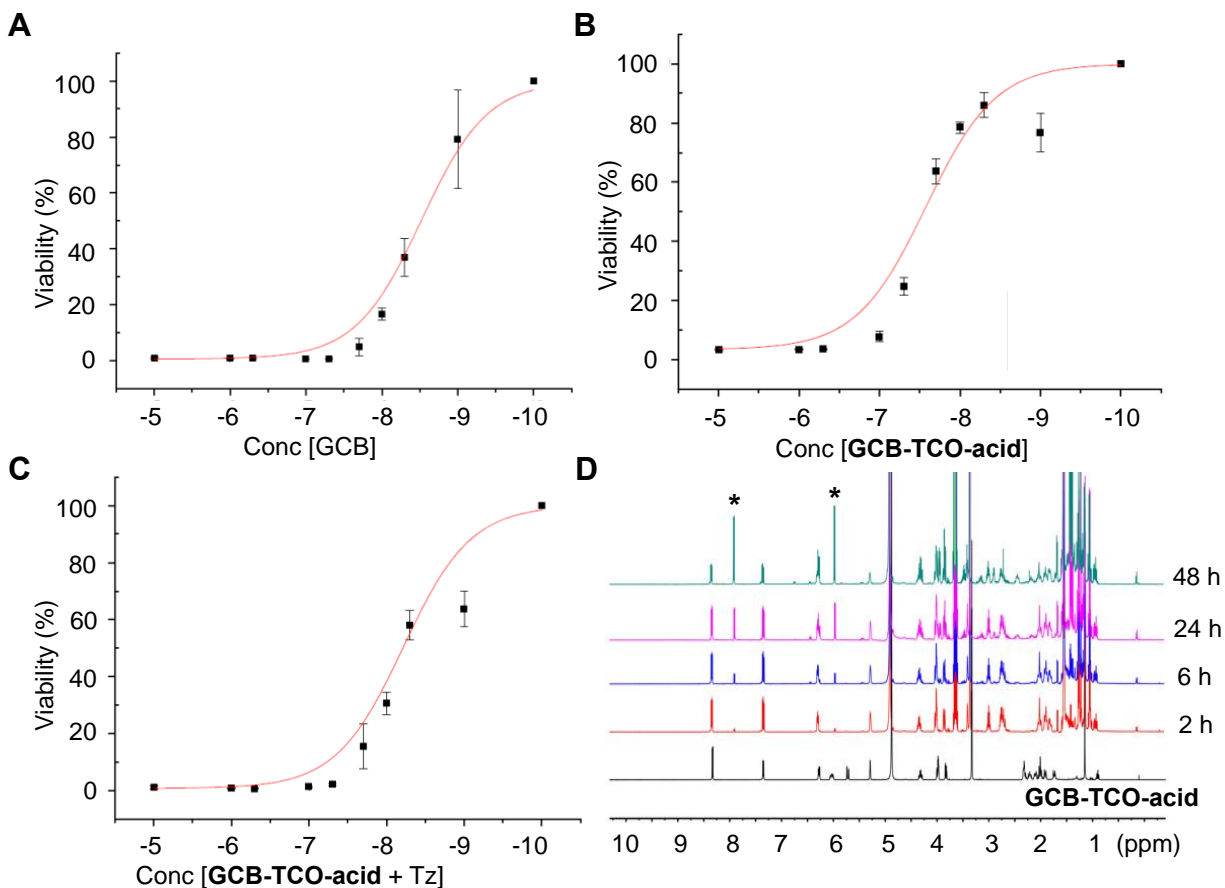 A
100
80
60
40
20
0
Viability (%)
-5 -6 -7 -8 -9 -10
Conc [GCB]
B
100
80
60
40
20
0
Viability (%)
-5 -6 -7 -8 -9 -10
Conc [GCB-TCO-acid]
C
100
80
60
40
20
0
Viability (%)
-5 -6 -7 -8 -9 -10
Conc [GCB-TCO-acid + Tz]
D
* *
48 h
24 h
6 h
2 h
GCB-TCO-acid
10 9 8 7 6 5 4 3 2 1 (ppm)